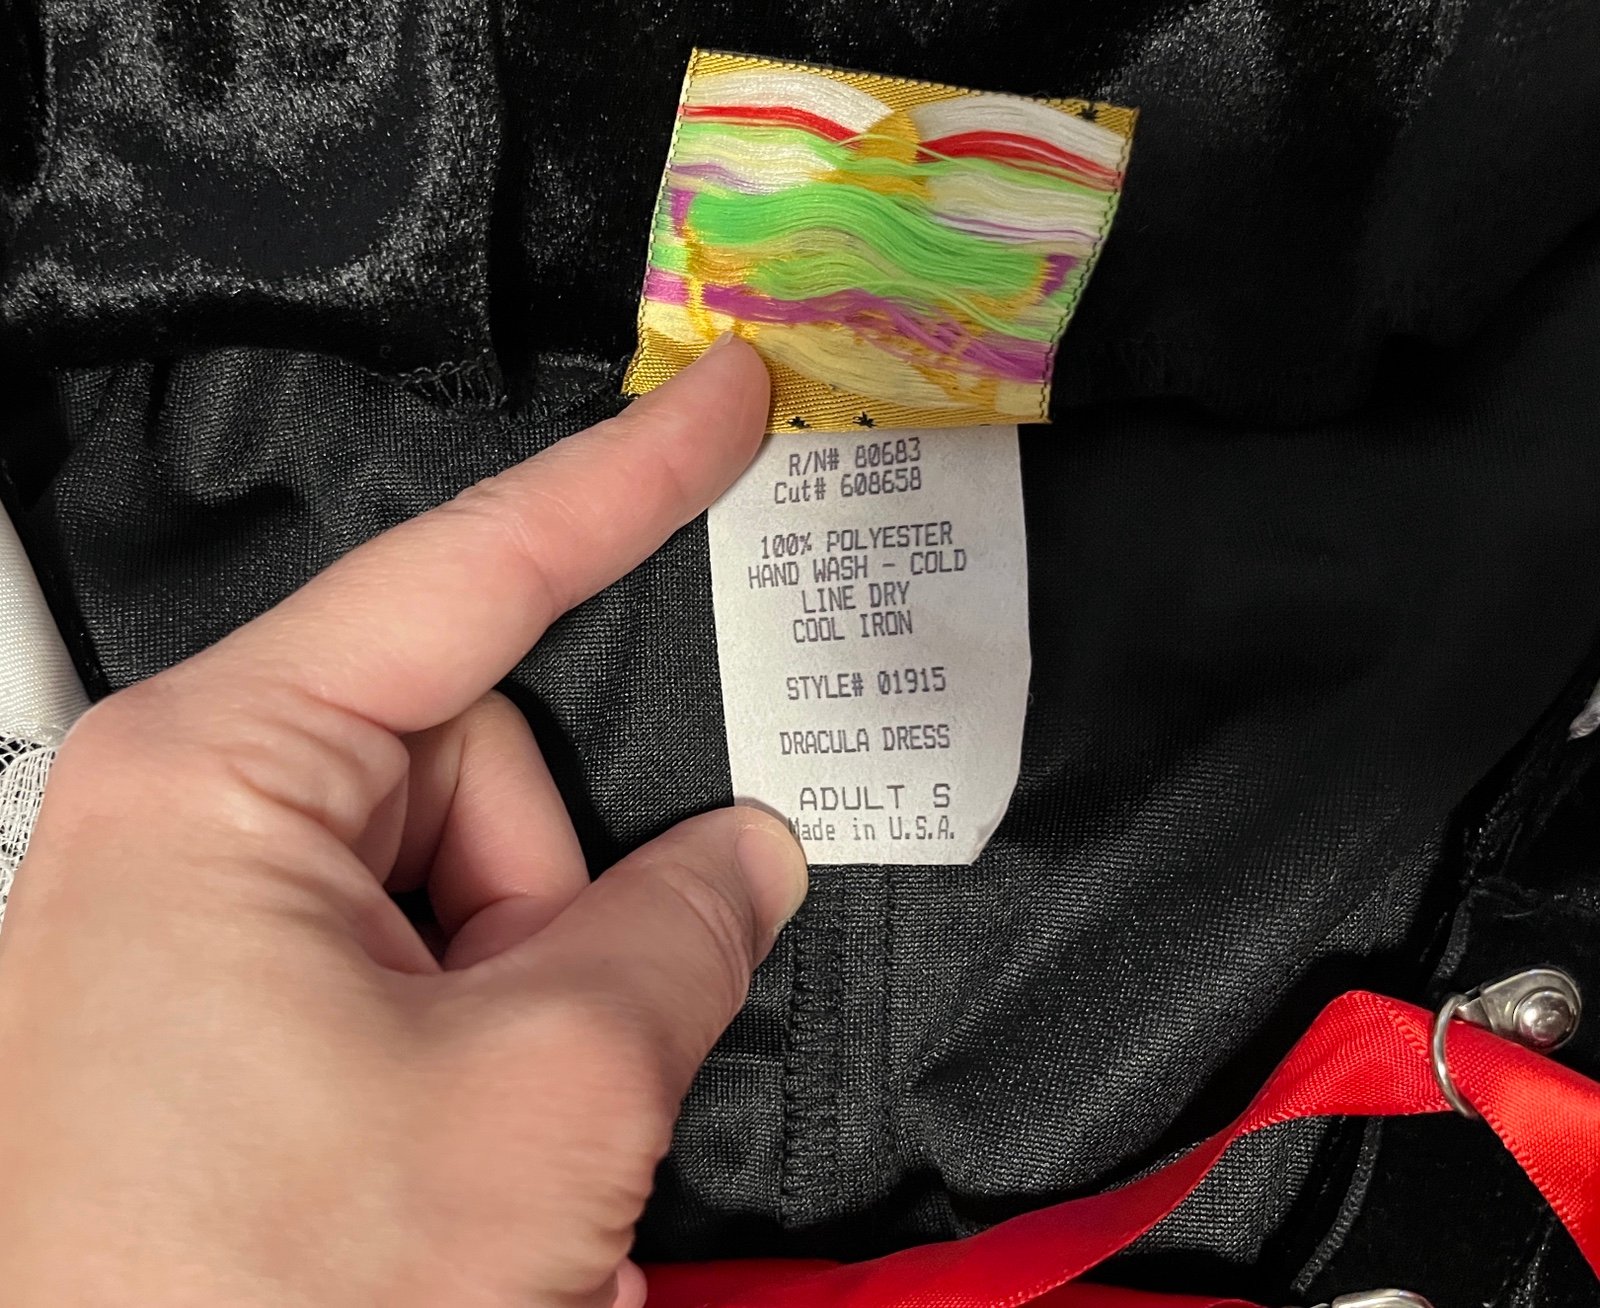 R/N# 80683
Cut# 608658
100% POLYESTER
HAND WASH - COLD
LINE DRY
COOL IRON
STYLE# 01915
DRACULA DRESS
ADULT S
Made in U.S.A.